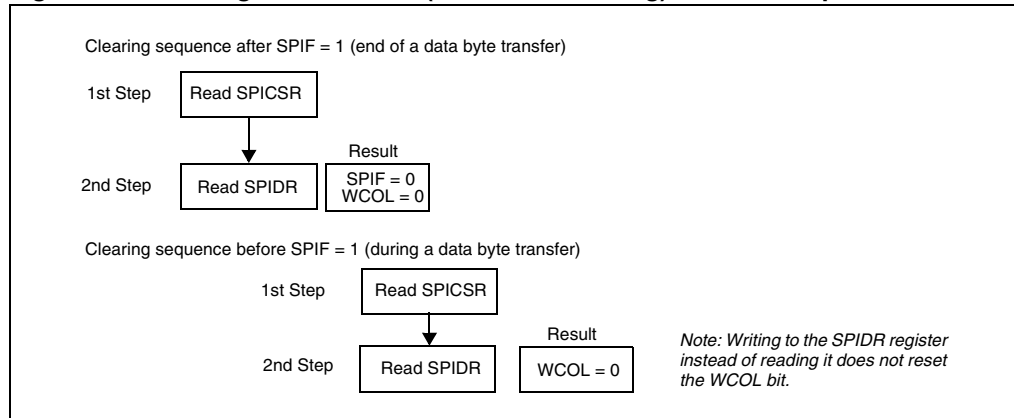 Clearing sequence after SPIF = 1 (end of a data byte transfer)
1st Step
Read SPICSR
Result
2nd Step
Read SPIDR
SPIF = 0
WCOL = 0
Clearing sequence before SPIF = 1 (during a data byte transfer)
1st Step
Read SPICSR
Result
2nd Step
Read SPIDR
WCOL = 0
Note: Writing to the SPIDR register
instead of reading it does not reset
the WCOL bit.